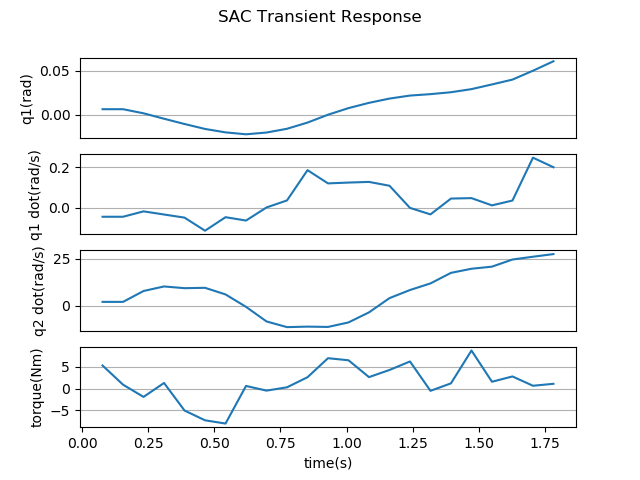 SAC Transient Response
0.05
0.00
q1(rad)
0.2
0.0
q1 dot(rad/s)
25
0
q2 dot(rad/s)
5
0
−5
torque(Nm)
0.00 0.25 0.50 0.75 1.00 1.25 1.50 1.75
time(s)